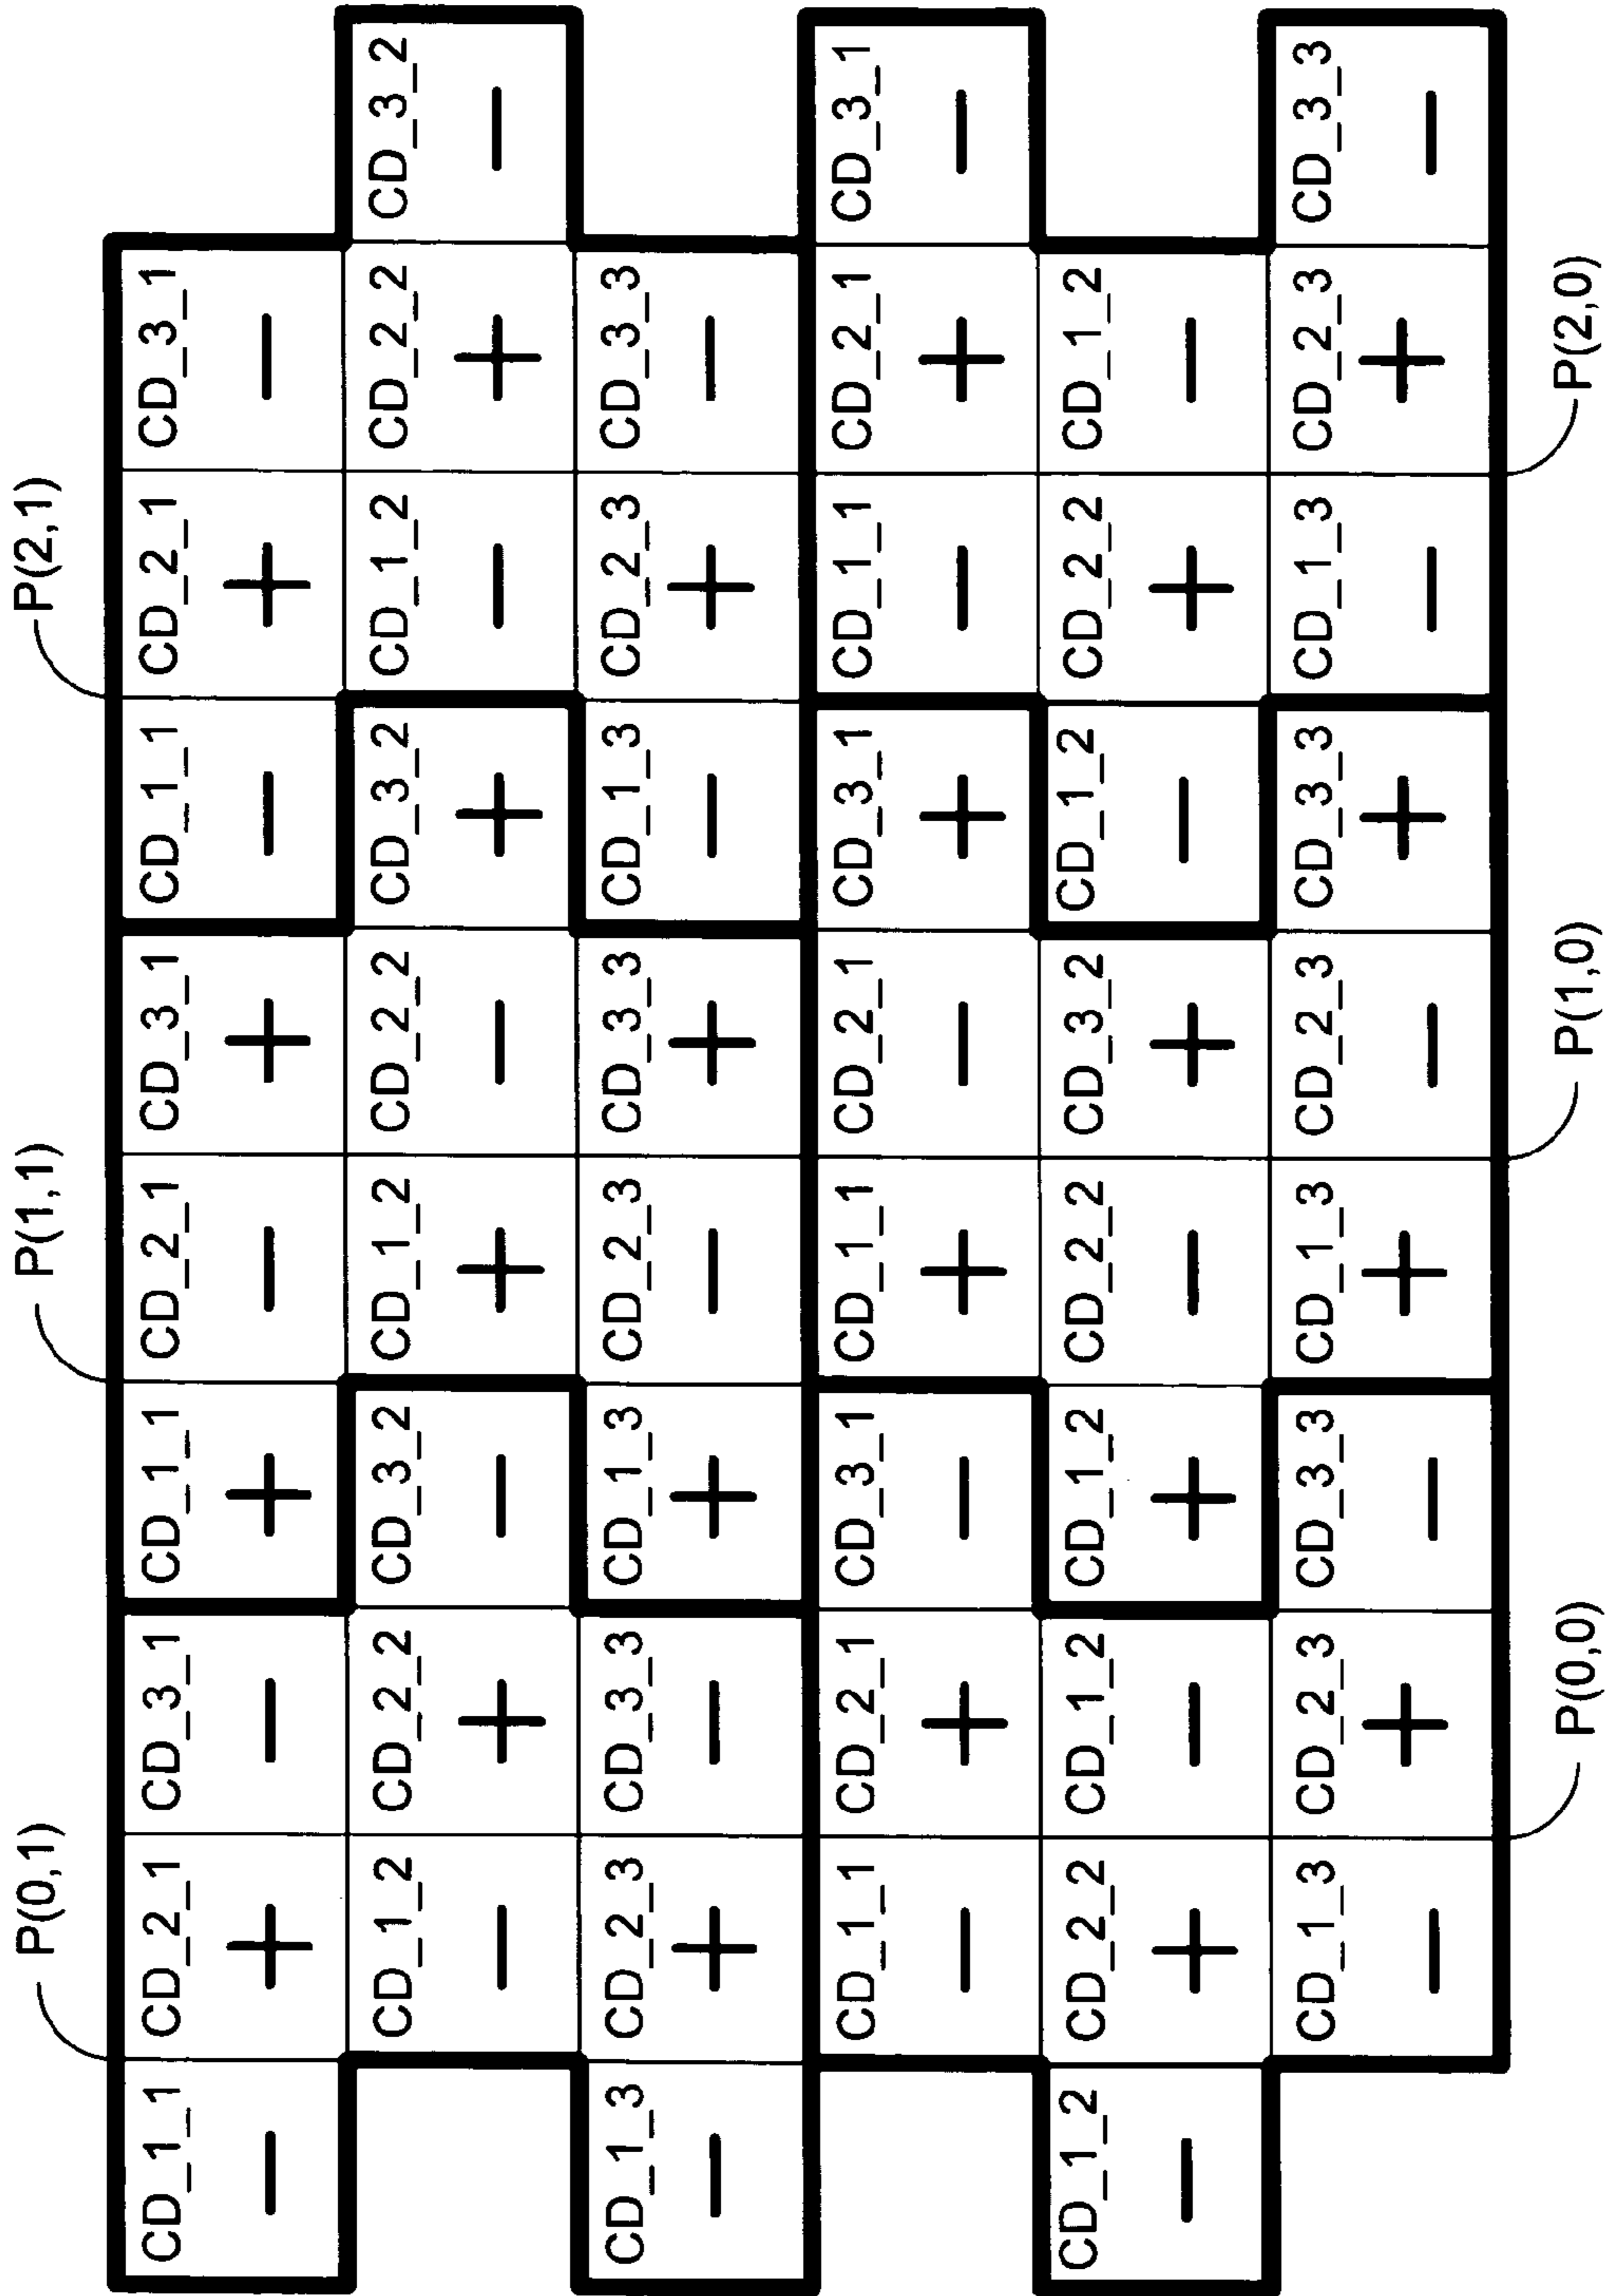 P(0,1) P(1,1) P(2,1)
CD_1_1 CD_2_1 CD_3_1 CD_1_1 CD_2_1 CD_3_1 CD_1_1 CD_2_1 CD_3_1
− + − + − + − + −
CD_1_2 CD_2_2 CD_3_2 CD_1_2 CD_2_2 CD_3_2 CD_1_2 CD_2_2 CD_3_2
− + − + − + − + −
CD_1_3 CD_2_3 CD_3_3 CD_1_3 CD_2_3 CD_3_3 CD_1_3 CD_2_3 CD_3_3
− + − + − + − + −
CD_1_1 CD_2_1 CD_3_1 CD_1_1 CD_2_1 CD_3_1 CD_1_1 CD_2_1 CD_3_1
− + − + − + − + −
CD_1_2 CD_2_2 CD_1_2 CD_1_2 CD_2_2 CD_3_2 CD_1_2 CD_2_2 CD_1_2
− + − + − + − + −
CD_1_3 CD_2_3 CD_3_3 CD_1_3 CD_2_3 CD_3_3 CD_1_3 CD_2_3 CD_3_3
− + − + − + − + −
P(0,0) P(1,0) P(2,0)